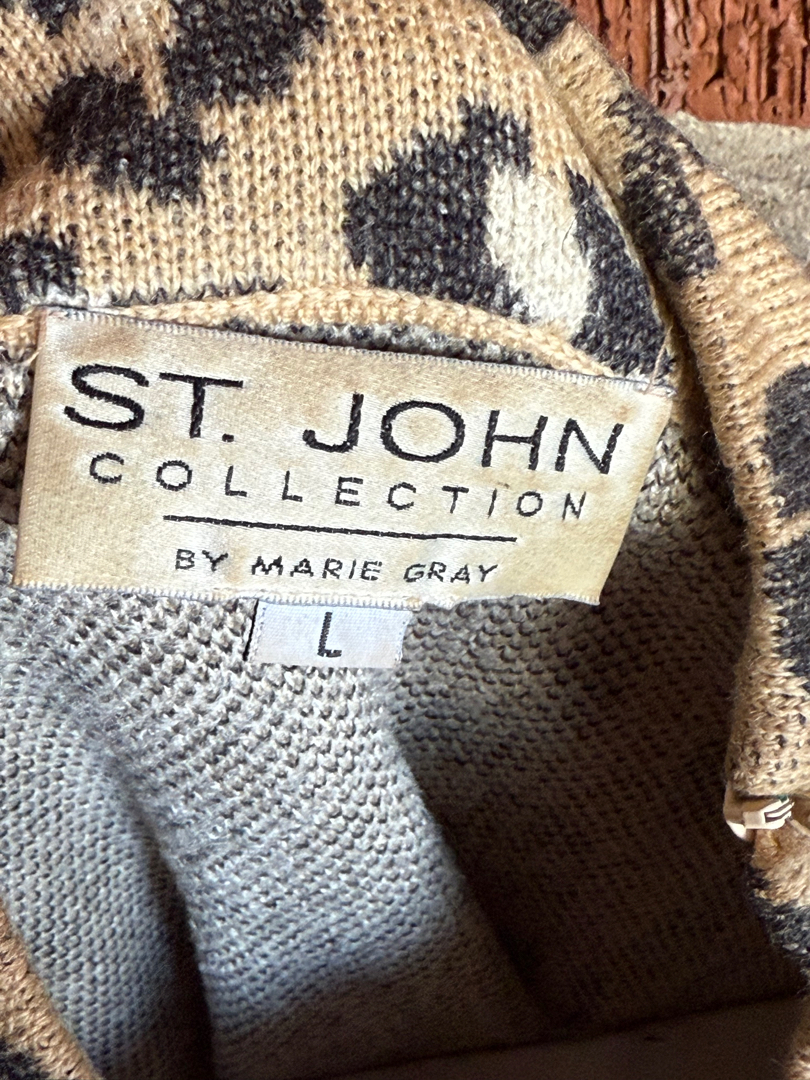 ST. JOHN
COLLECTION
BY MARIE GRAY
L